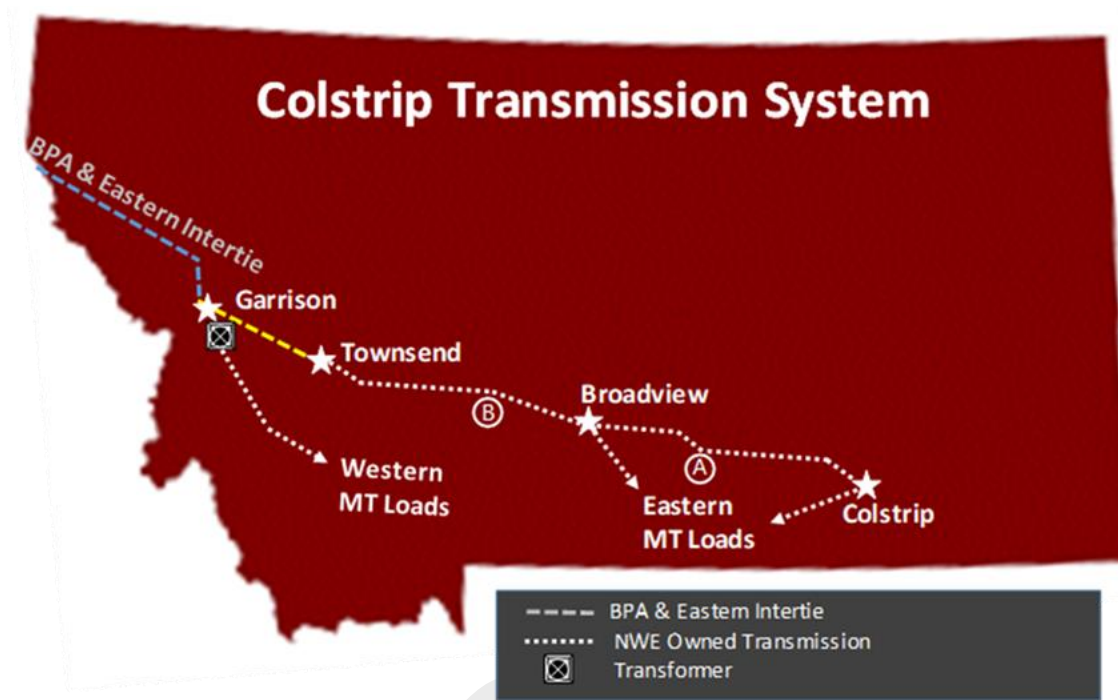 Colstrip Transmission System
BPA & Eastern Intertie
Garrison
Townsend
Broadview
B
A
Western
MT Loads
Eastern
MT Loads
Colstrip
BPA & Eastern Intertie
NWE Owned Transmission
Transformer